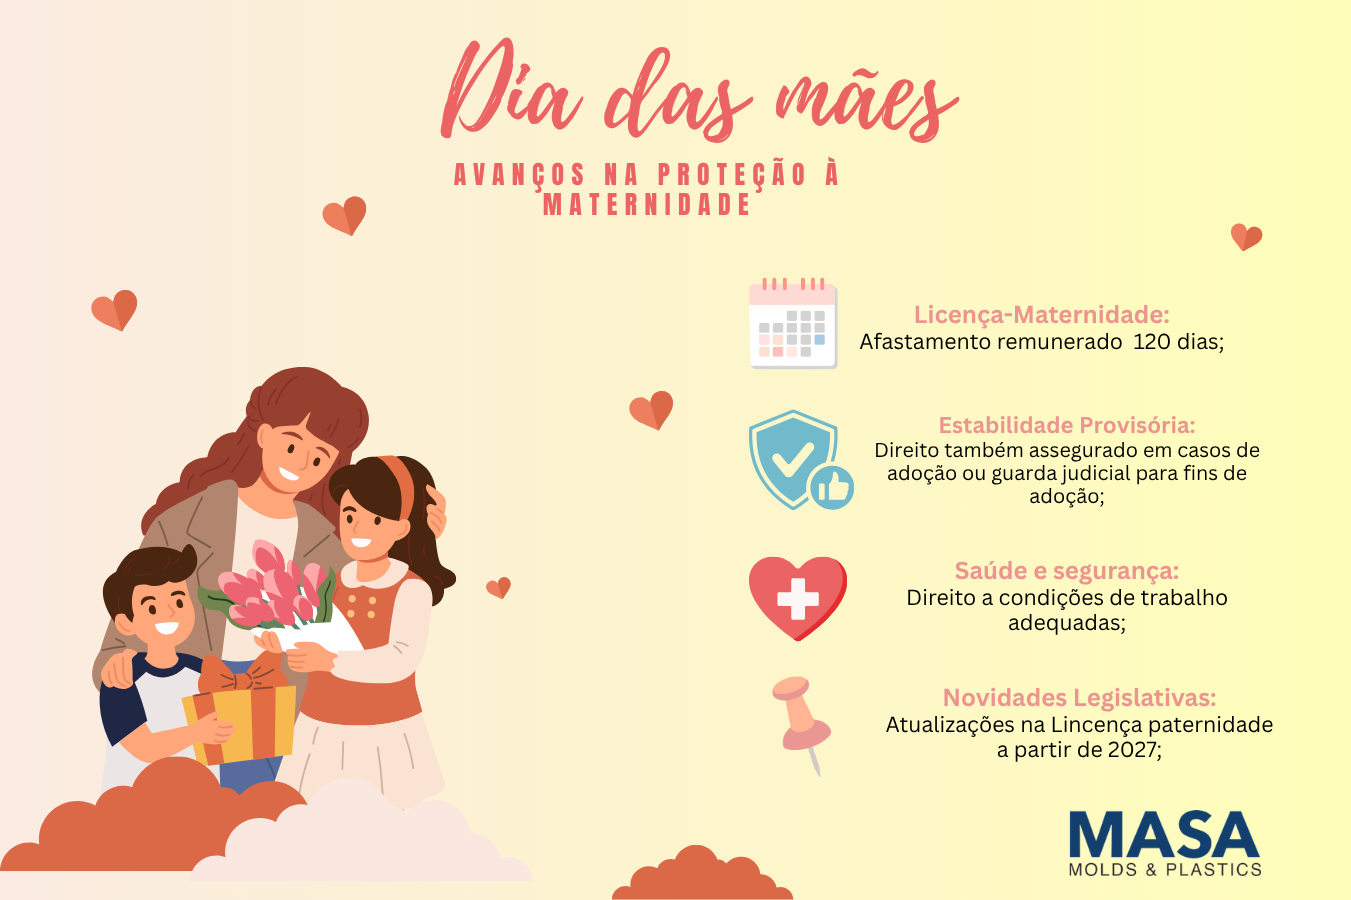 Dia das mães
AVANÇOS NA PROTEÇÃO À
MATERNIDADE
Licença-Maternidade:
Afastamento remunerado 120 dias;
Estabilidade Provisória:
Direito também assegurado em casos de
adoção ou guarda judicial para fins de
adoção;
Saúde e segurança:
Direito a condições de trabalho
adequadas;
Novidades Legislativas:
Atualizações na Lincença paternidade
a partir de 2027;
MASA
MOLDS & PLASTICS